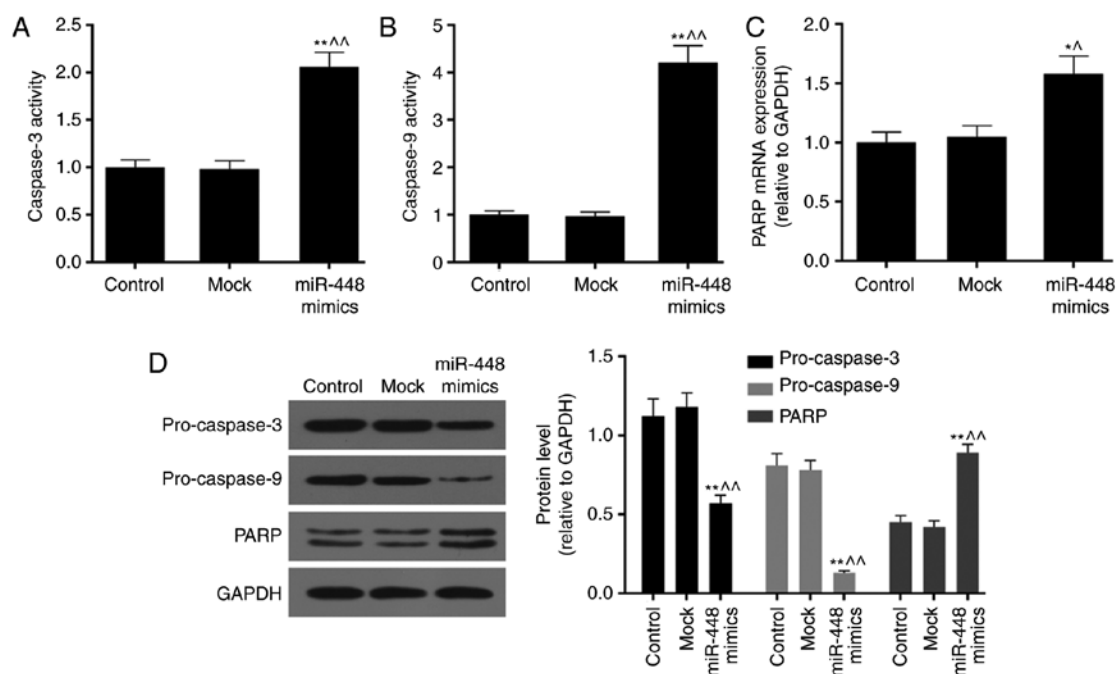 A
Caspase-3 activity
2.5
2.0
1.5
1.0
0.5
0.0
**^^
Control
Mock
miR-448
mimics
B
Caspase-9 activity
6
4
2
1
0
**^^
Control
Mock
miR-448
mimics
C
PARP mRNA expression
(relative to GAPDH)
2.0
1.5
1.0
0.5
0.0
*^
Control
Mock
miR-448
mimics
D
Control
Mock
miR-448
mimics
Pro-caspase-3
Pro-caspase-9
PARP
GAPDH
Protein level
(relative to GAPDH)
1.5
1.0
0.5
0.0
Pro-caspase-3
Pro-caspase-9
PARP
**^^
**^^
**^^
Control
Mock
miR-448
mimics
Control
Mock
miR-448
mimics
Control
Mock
miR-448
mimics